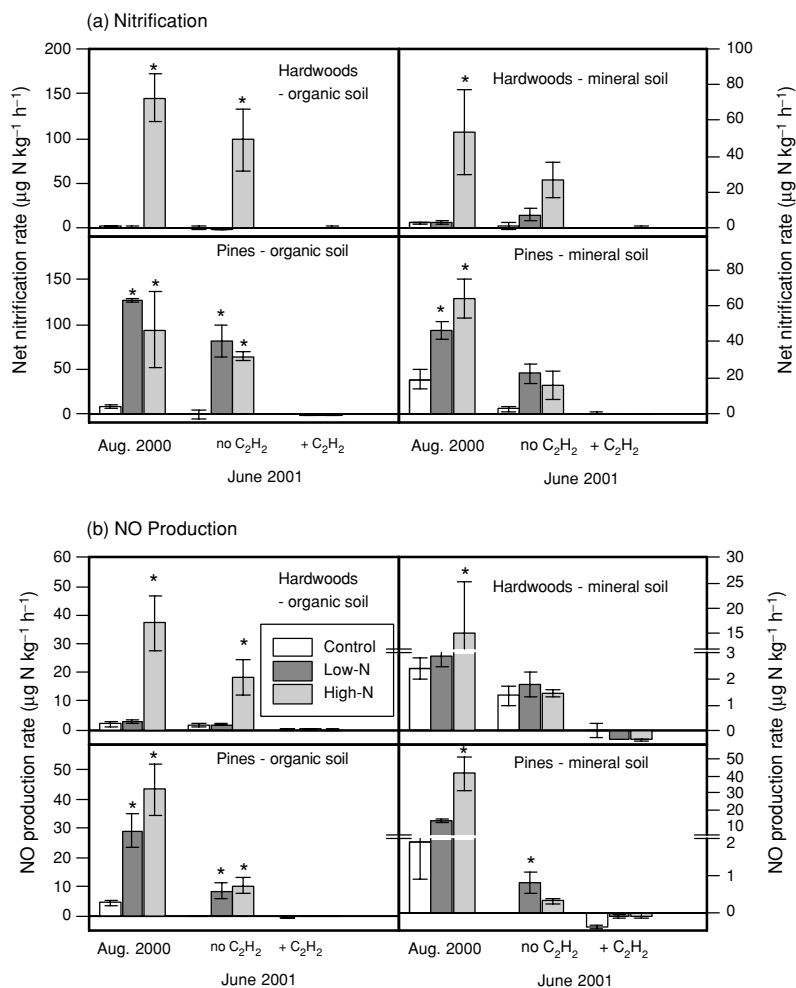 (a) Nitrification
Net nitrification rate (µg N kg⁻¹ h⁻¹)
200
150
100
50
0
Hardwoods
- organic soil
*
*
Hardwoods - mineral soil
*
100
80
60
40
20
0
Net nitrification rate (µg N kg⁻¹ h⁻¹)
150
100
50
0
Pines - organic soil
*
*
*
*
Pines - mineral soil
*
*
80
60
40
20
0
Aug. 2000
no C₂H₂
+ C₂H₂
June 2001
Aug. 2000
no C₂H₂
+ C₂H₂
June 2001
(b) NO Production
NO production rate (µg N kg⁻¹ h⁻¹)
60
50
40
30
20
10
0
Hardwoods
- organic soil
*
*
Control
Low-N
High-N
Hardwoods - mineral soil
*
30
25
20
15
3
2
1
0
NO production rate (µg N kg⁻¹ h⁻¹)
50
40
30
20
10
0
Pines - organic soil
*
*
*
*
Pines - mineral soil
*
*
50
40
30
20
10
2
1
0
Aug. 2000
no C₂H₂
+ C₂H₂
June 2001
Aug. 2000
no C₂H₂
+ C₂H₂
June 2001